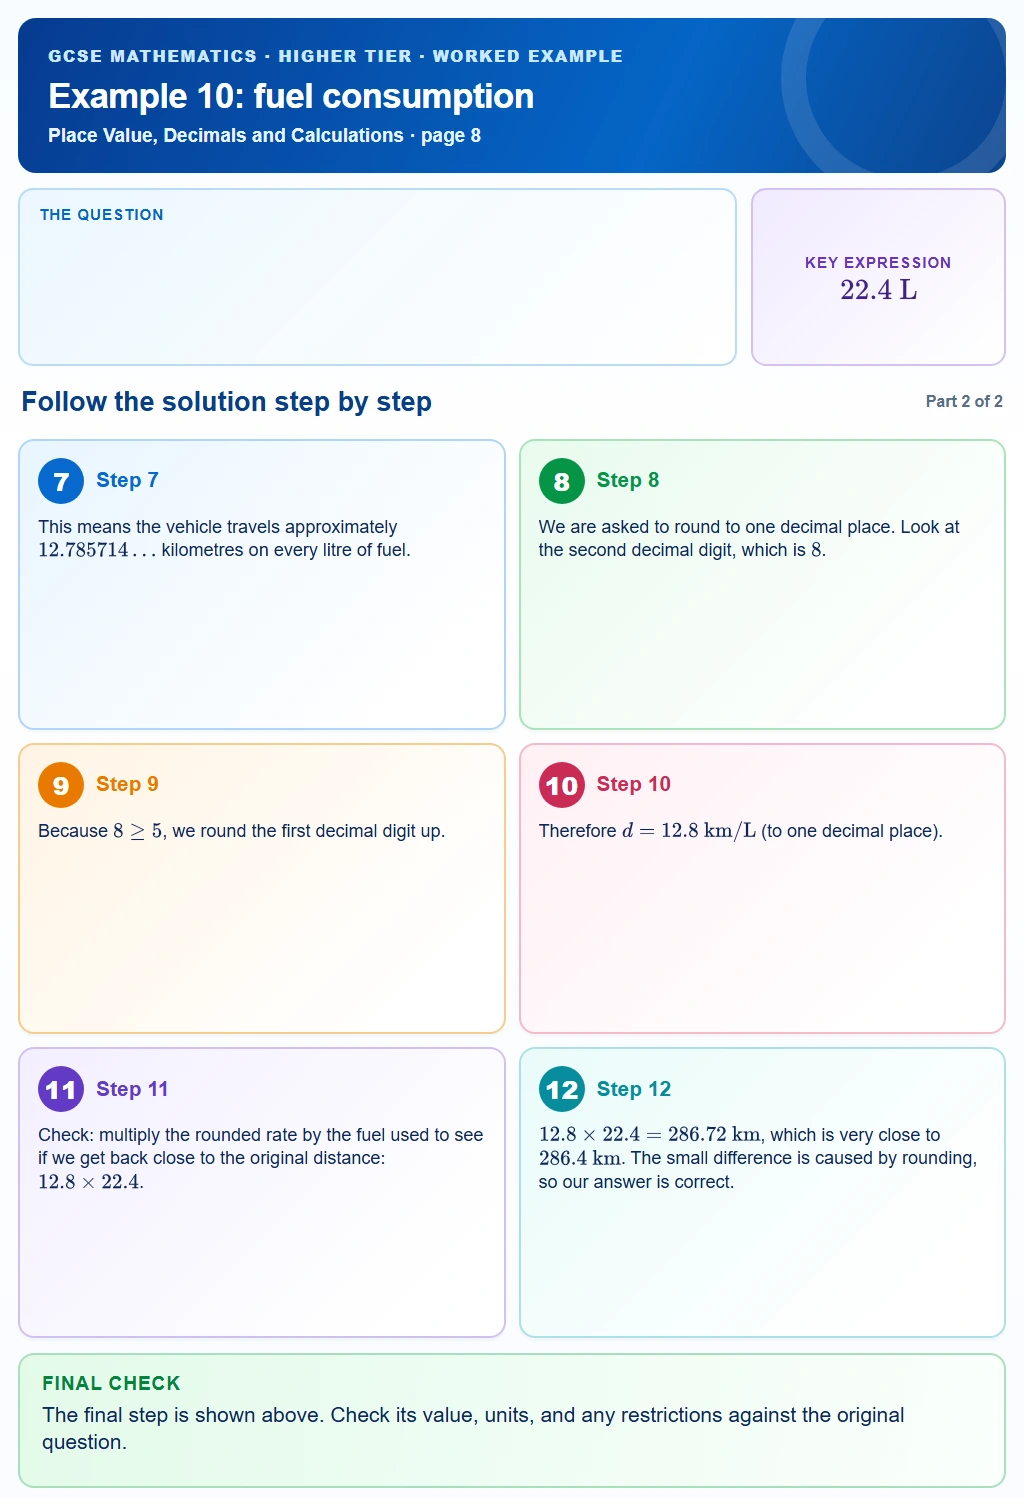 GCSE MATHEMATICS · HIGHER TIER · WORKED EXAMPLE
Example 10: fuel consumption
Place Value, Decimals and Calculations · page 8
THE QUESTION
KEY EXPRESSION
22.4 L
Follow the solution step by step
Part 2 of 2
7 Step 7
This means the vehicle travels approximately
12.785714... kilometres on every litre of fuel.
8 Step 8
We are asked to round to one decimal place. Look at
the second decimal digit, which is 8.
9 Step 9
Because 8 ≥ 5, we round the first decimal digit up.
10 Step 10
Therefore d = 12.8 km/L (to one decimal place).
11 Step 11
Check: multiply the rounded rate by the fuel used to see
if we get back close to the original distance:
12.8 × 22.4.
12 Step 12
12.8 × 22.4 = 286.72 km, which is very close to
286.4 km. The small difference is caused by rounding,
so our answer is correct.
FINAL CHECK
The final step is shown above. Check its value, units, and any restrictions against the original
question.